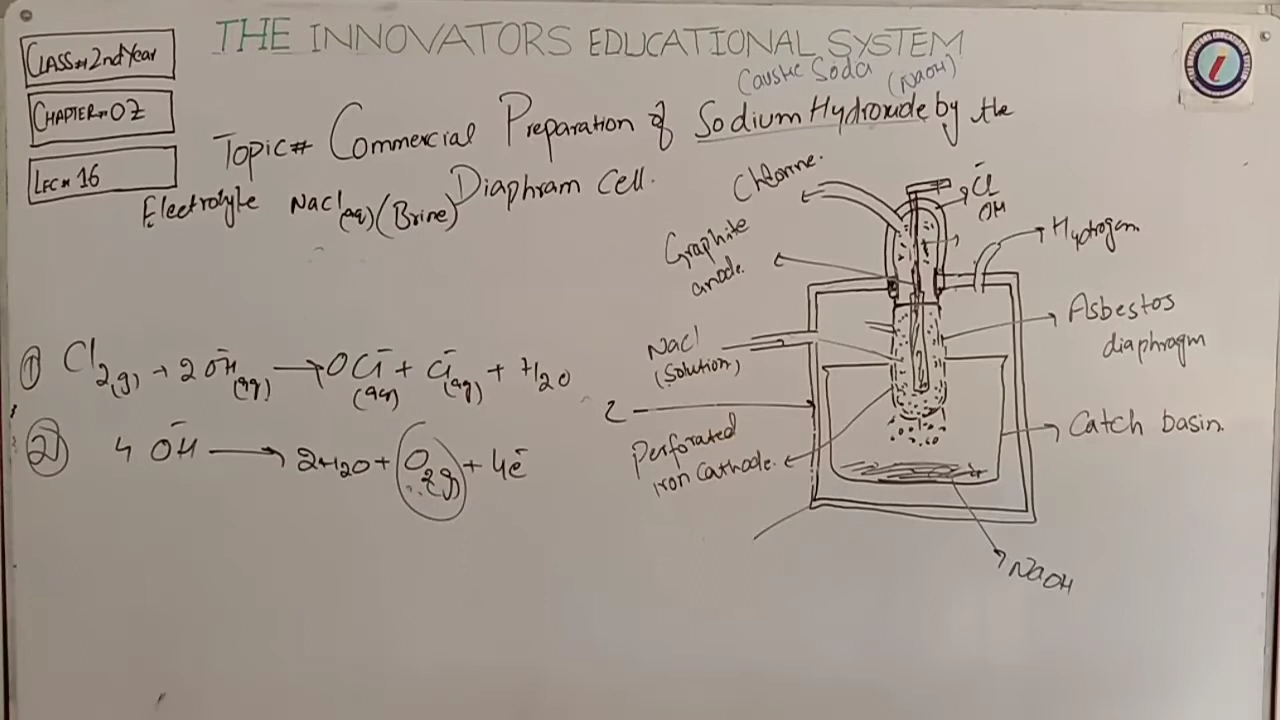 THE INNOVATORS EDUCATIONAL SYSTEM
CLASS# 2nd Year
CHAPTER# 02
LEC# 16
Caustic Soda (NaOH)
Topic# Commercial Preparation of Sodium Hydroxide by the
Diaphram Cell.
Electrolyte NaCl(aq) (Brine)
① Cl2(g) + 2OH⁻(aq) → OCl⁻(aq) + Cl⁻(aq) + H2O
② 4OH⁻ → 2H2O + O2(g) + 4e⁻
Chlorine.
Cl⁻
OH
Hydrogen
Graphite
anode.
Asbestos
diaphragm
NaCl
(Solution)
Perforated
iron cathode.
Catch basin.
NaOH